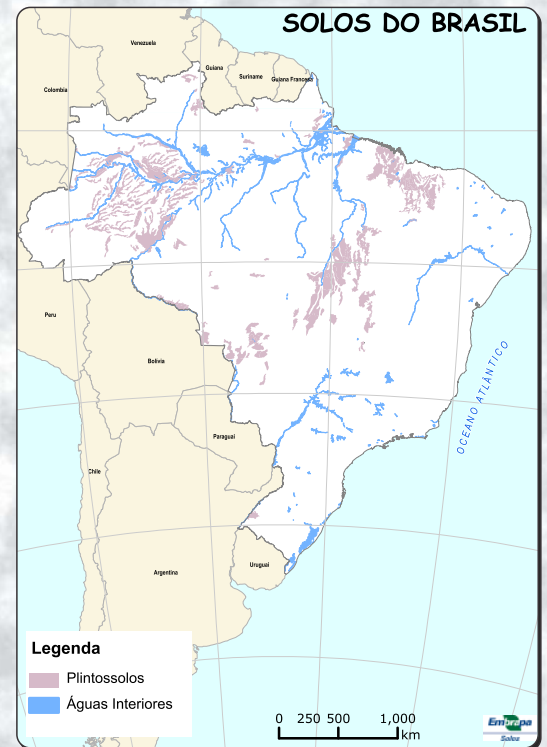 SOLOS DO BRASIL
Venezuela
Guiana
Suriname
Guiana Francesa
Colombia
Peru
Bolivia
Paraguai
Chile
Argentina
Uruguai
OCEANO ATLÂNTICO
Legenda
Plintossolos
Águas Interiores
0 250 500 1,000
km
Embrapa
Solos